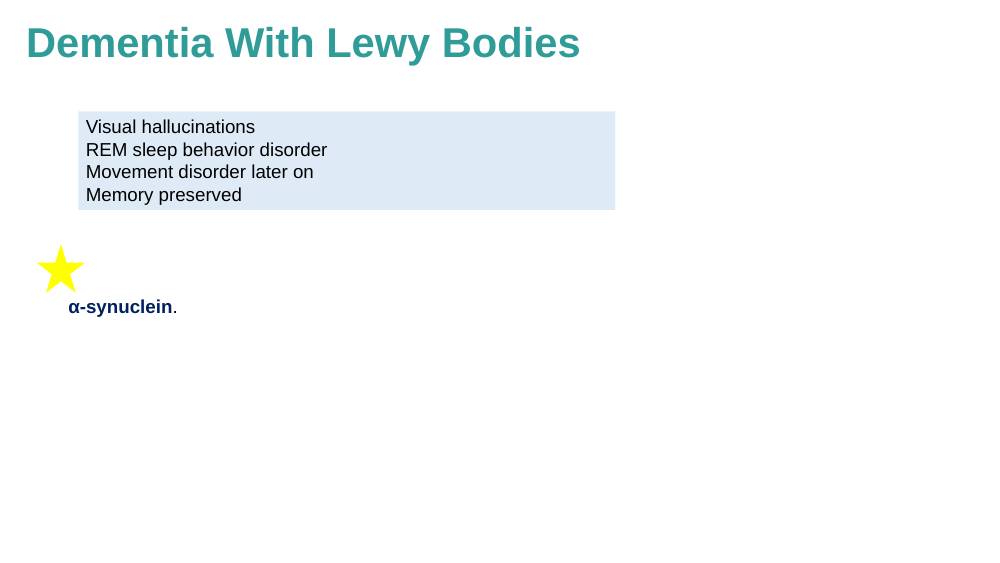 Dementia With Lewy Bodies
Visual hallucinations
REM sleep behavior disorder
Movement disorder later on
Memory preserved
α-synuclein.